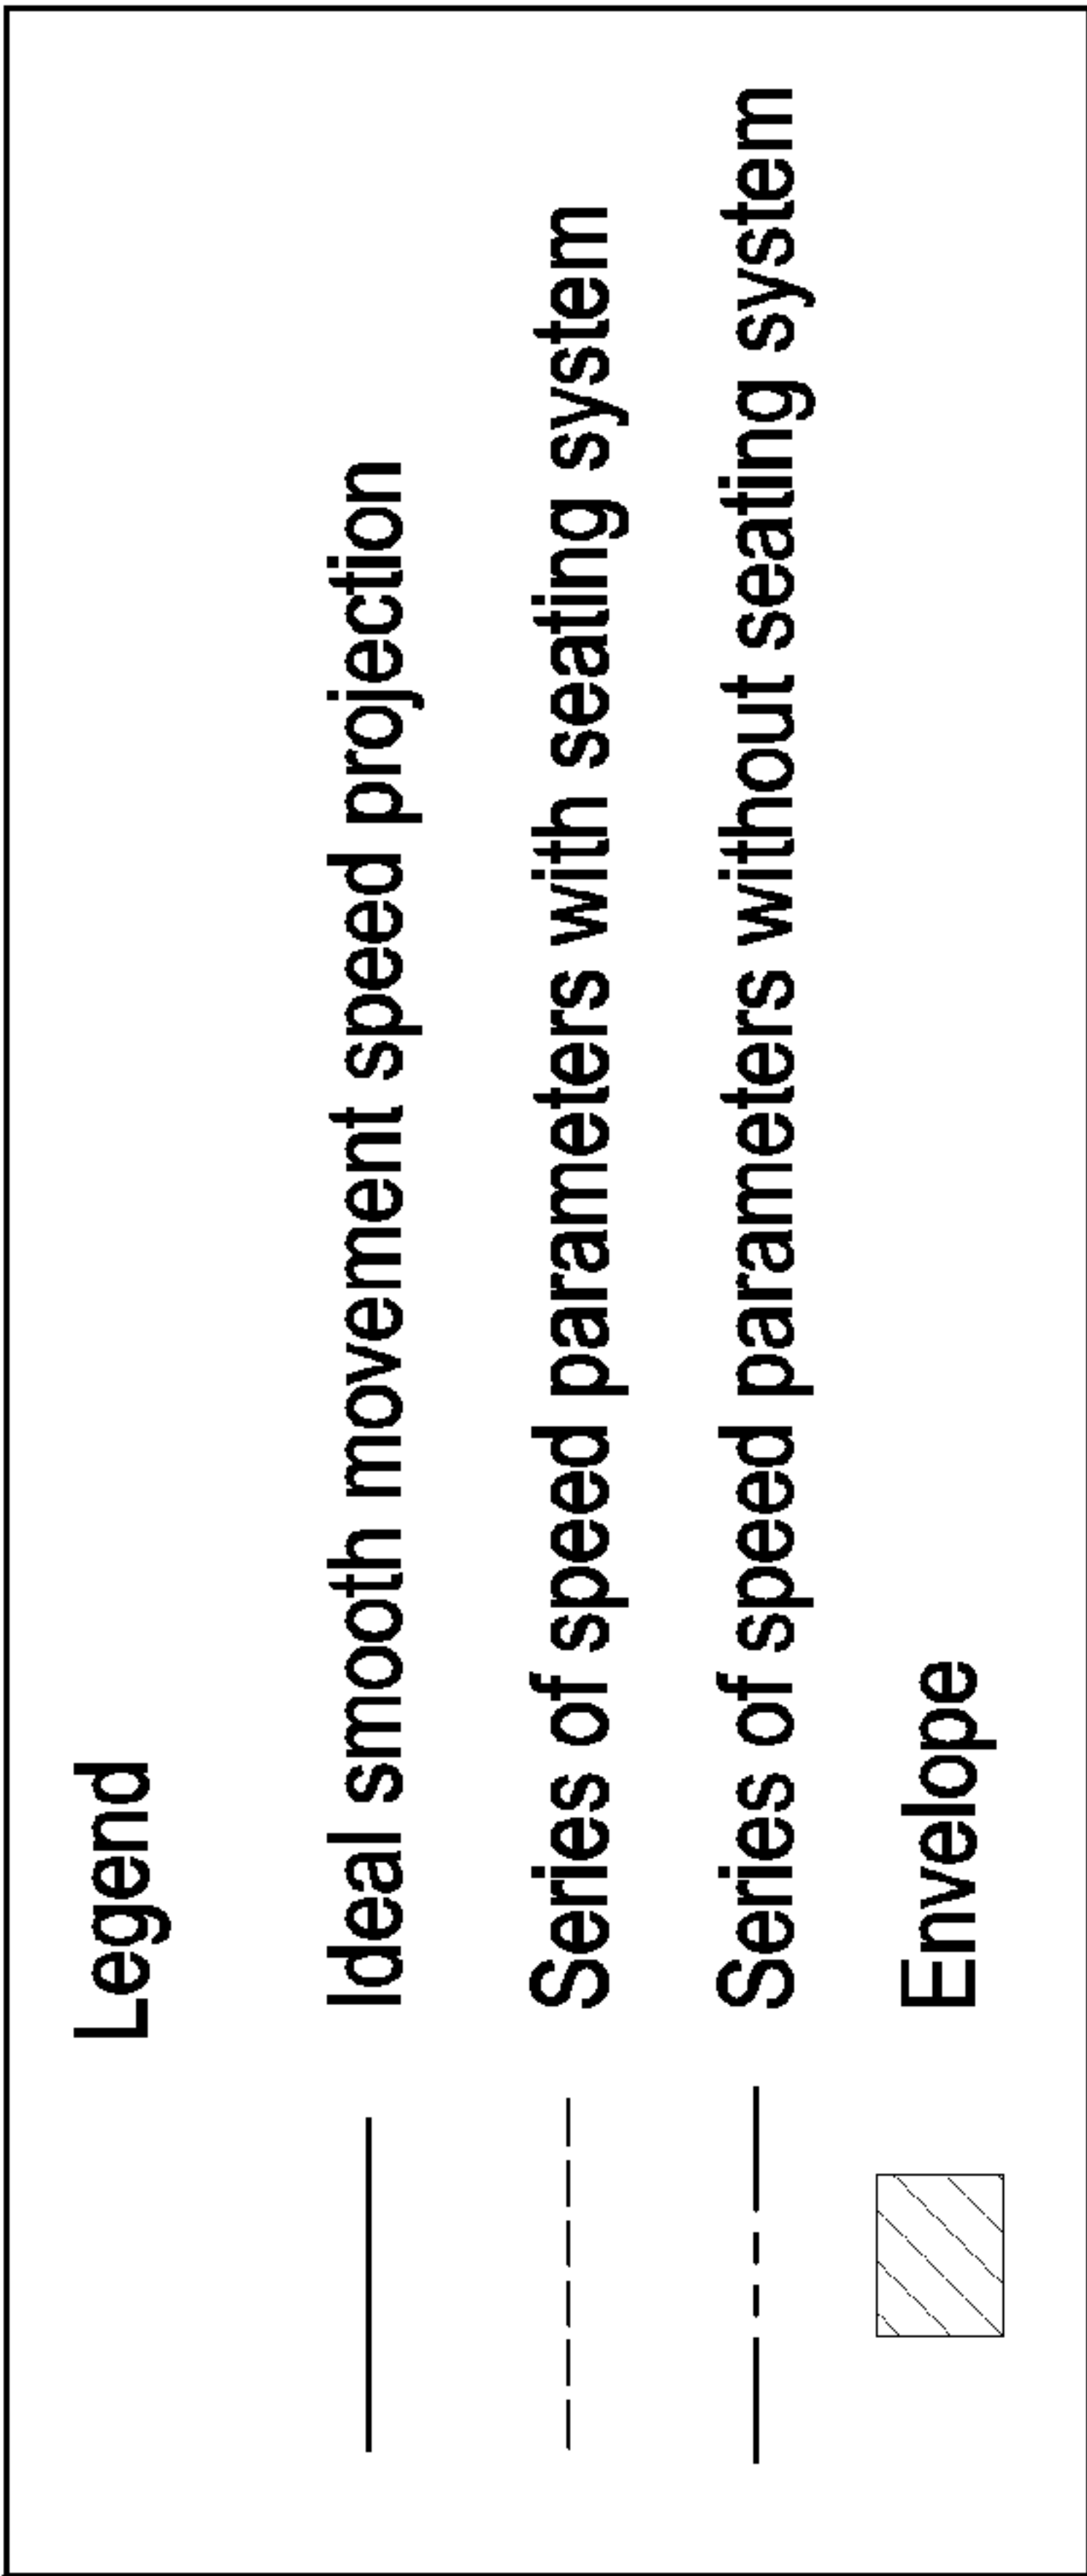 Legend
Ideal smooth movement speed projection
Series of speed parameters with seating system
Series of speed parameters without seating system
Envelope